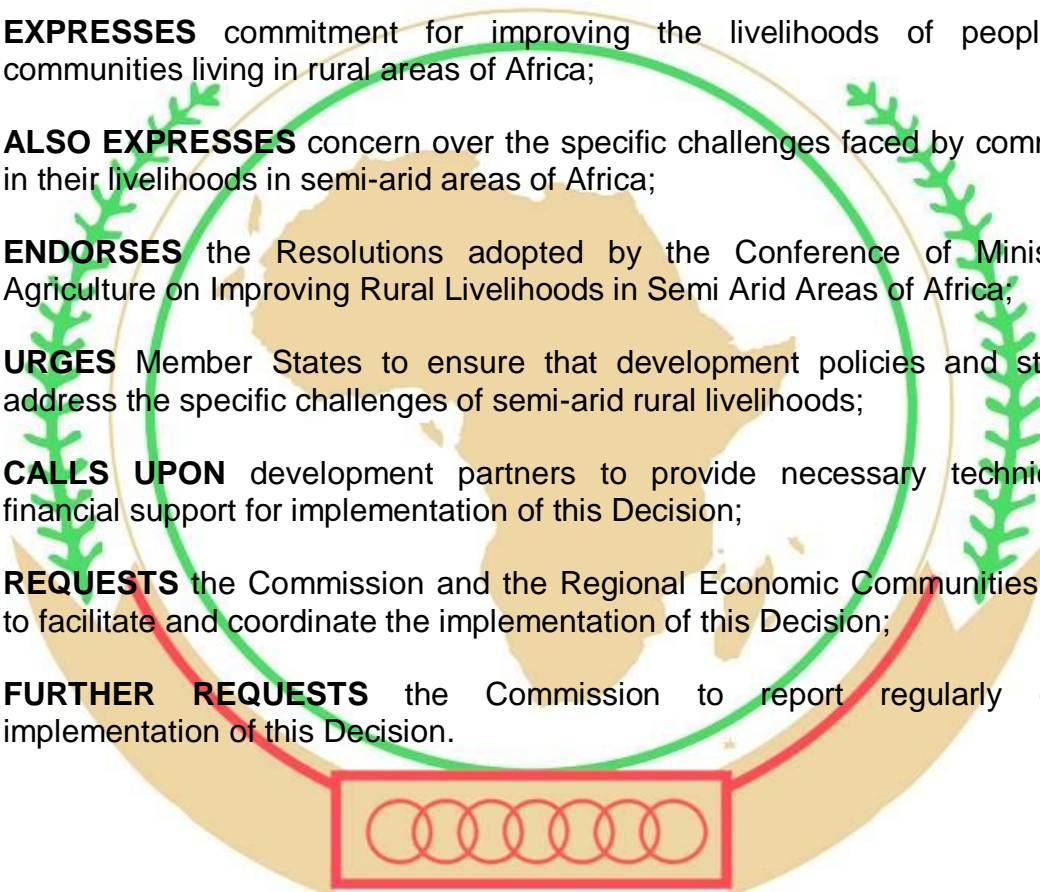 EXPRESSES commitment for improving the livelihoods of peopl
communities living in rural areas of Africa;
ALSO EXPRESSES concern over the specific challenges faced by comm
in their livelihoods in semi-arid areas of Africa;
ENDORSES the Resolutions adopted by the Conference of Minis
Agriculture on Improving Rural Livelihoods in Semi Arid Areas of Africa;
URGES Member States to ensure that development policies and st
address the specific challenges of semi-arid rural livelihoods;
CALLS UPON development partners to provide necessary techni
financial support for implementation of this Decision;
REQUESTS the Commission and the Regional Economic Communities
to facilitate and coordinate the implementation of this Decision;
FURTHER REQUESTS the Commission to report regularly
implementation of this Decision.